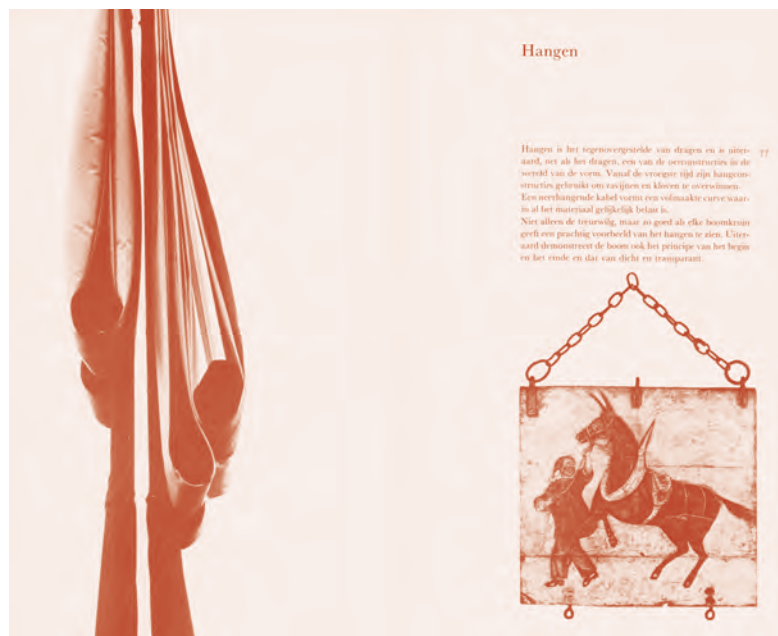 Hangen
Hangen is het tegenovergestelde van dragen en is uiter-
aard, net als het dragen, een van de oerconstructies in de
wereld van de vorm. Vanaf de vroegste tijd zijn hangcon-
structies gebruikt om ravijnen en kloven te overwinnen.
Een neerhangende kabel vormt een volmaakte curve waar-
in al het materiaal gelijkelijk belast is.
Niet alleen de treurwilg, maar zo goed als elke boomkruin
geeft een prachtig voorbeeld van het hangen te zien. Uiter-
aard demonstreert de boom ook het principe van het begin
en het einde en dat van dicht en transparant.
77